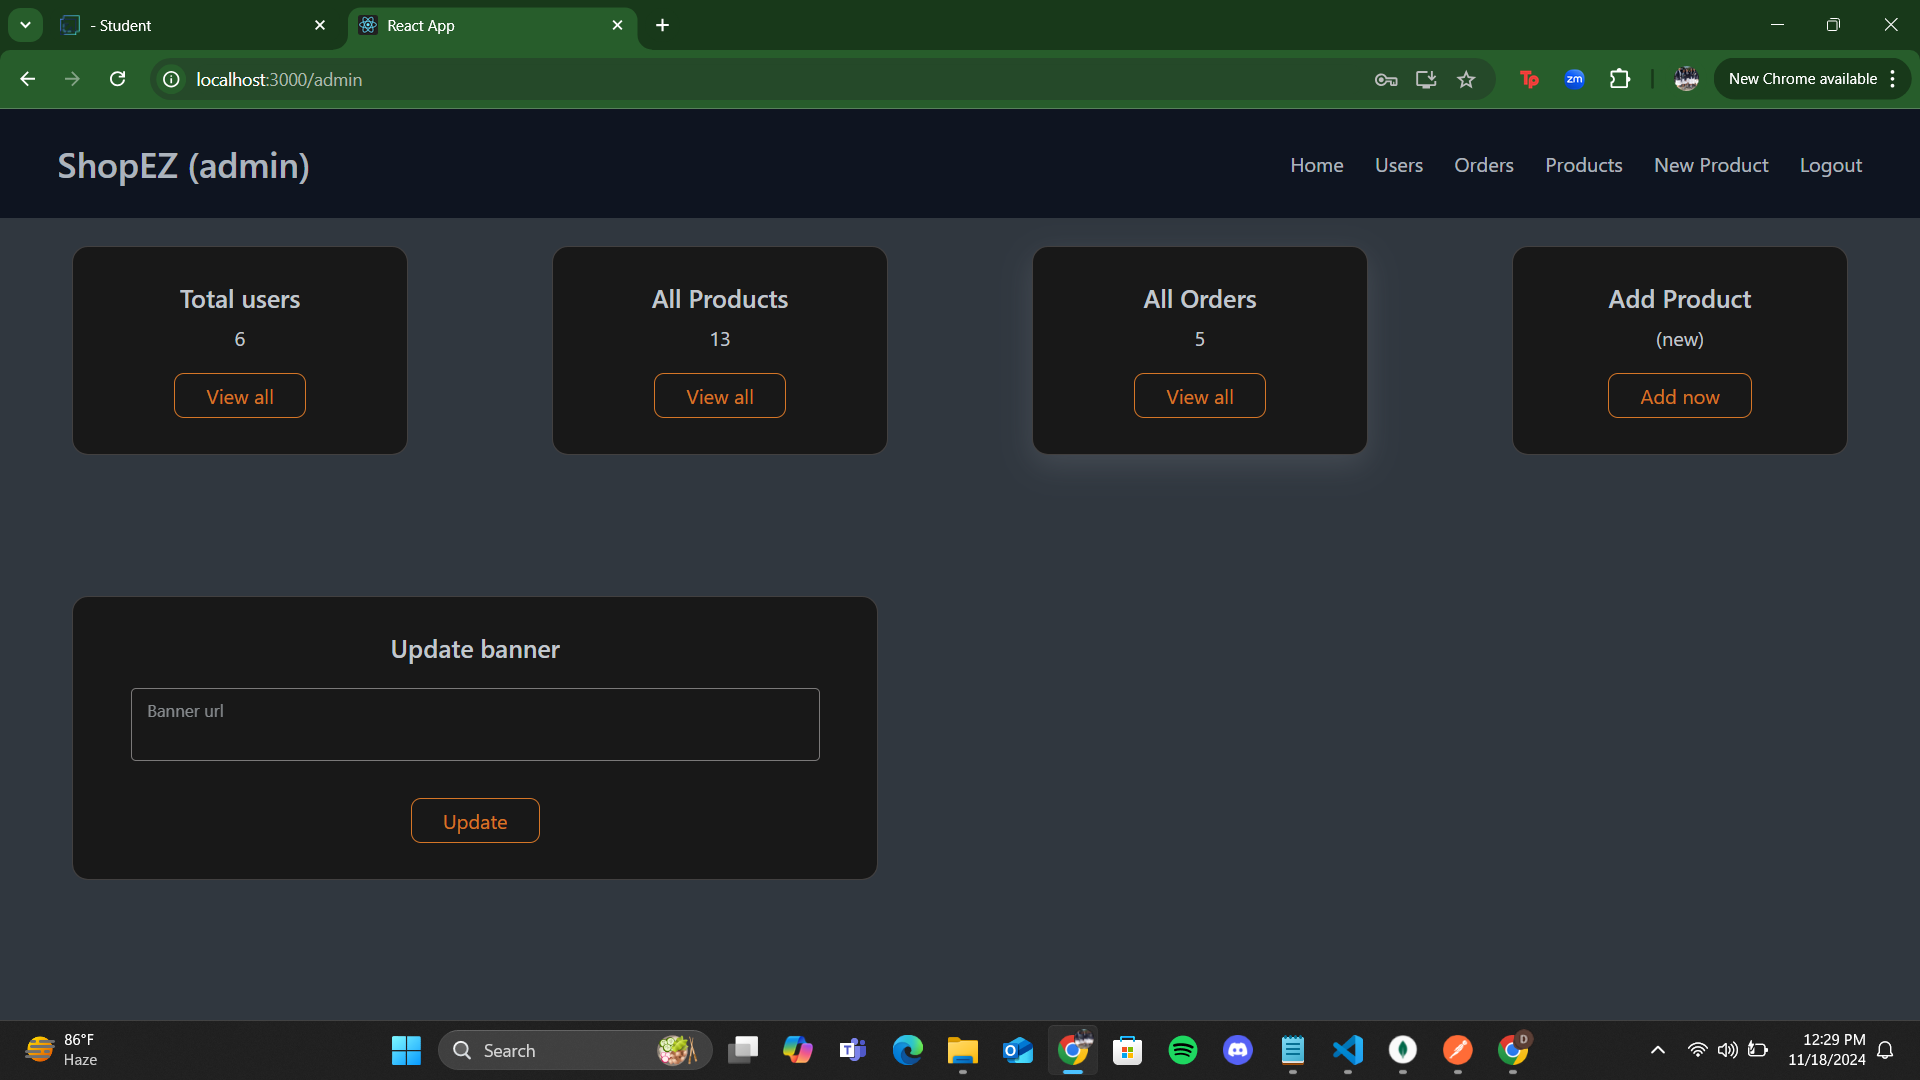 - Student
React App
localhost:3000/admin
Tp
zm
New Chrome available
ShopEZ (admin)
Home
Users
Orders
Products
New Product
Logout
Total users
6
View all
All Products
13
View all
All Orders
5
View all
Add Product
(new)
Add now
Update banner
Banner url
Update
86°F
Haze
Search
D
12:29 PM
11/18/2024